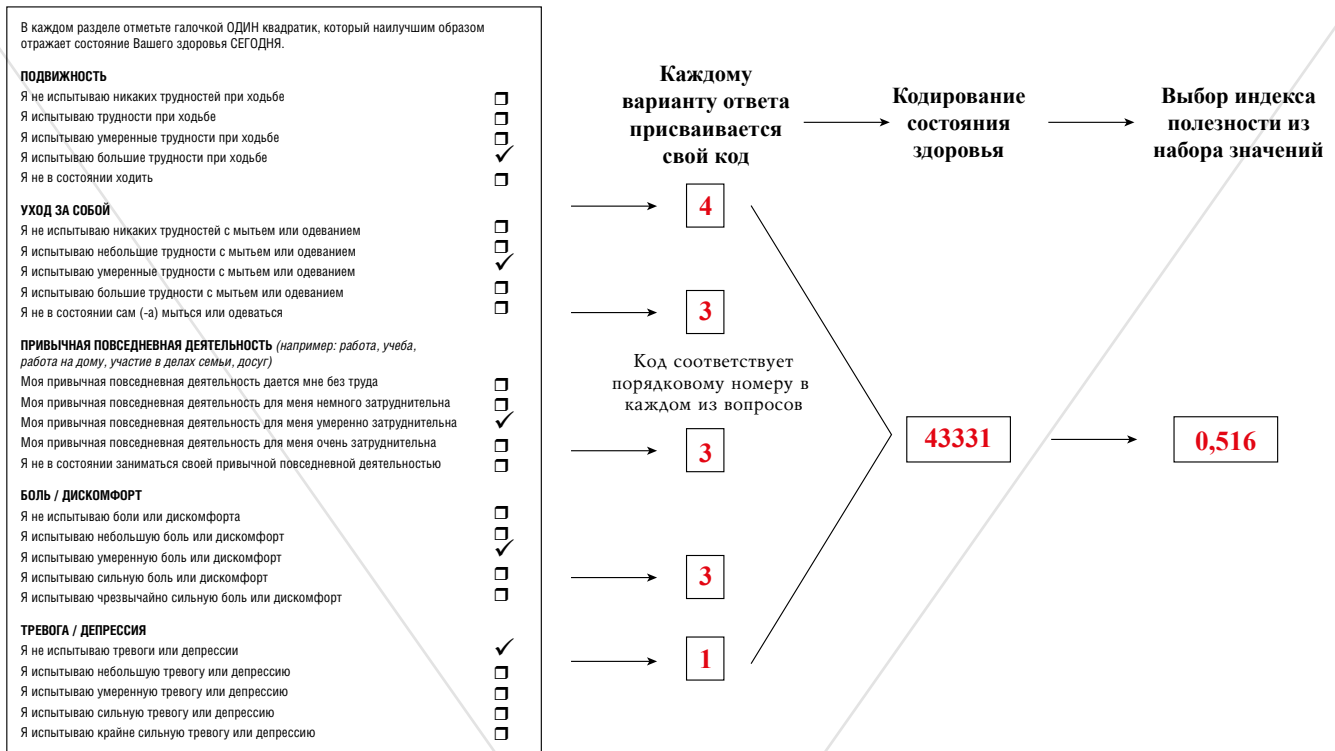 В каждом разделе отметьте галочкой ОДИН квадратик, который наилучшим образом
отражает состояние Вашего здоровья СЕГОДНЯ.
ПОДВИЖНОСТЬ
Я не испытываю никаких трудностей при ходьбе
Я испытываю трудности при ходьбе
Я испытываю умеренные трудности при ходьбе
Я испытываю большие трудности при ходьбе
Я не в состоянии ходить
УХОД ЗА СОБОЙ
Я не испытываю никаких трудностей с мытьем или одеванием
Я испытываю небольшие трудности с мытьем или одеванием
Я испытываю умеренные трудности с мытьем или одеванием
Я испытываю большие трудности с мытьем или одеванием
Я не в состоянии сам (-а) мыться или одеваться
ПРИВЫЧНАЯ ПОВСЕДНЕВНАЯ ДЕЯТЕЛЬНОСТЬ (например: работа, учеба,
работа на дому, участие в делах семьи, досуг)
Моя привычная повседневная деятельность дается мне без труда
Моя привычная повседневная деятельность для меня немного затруднительна
Моя привычная повседневная деятельность для меня умеренно затруднительна
Моя привычная повседневная деятельность для меня очень затруднительна
Я не в состоянии заниматься своей привычной повседневной деятельностью
БОЛЬ / ДИСКОМФОРТ
Я не испытываю боли или дискомфорта
Я испытываю небольшую боль или дискомфорт
Я испытываю умеренную боль или дискомфорт
Я испытываю сильную боль или дискомфорт
Я испытываю чрезвычайно сильную боль или дискомфорт
ТРЕВОГА / ДЕПРЕССИЯ
Я не испытываю тревоги или депрессии
Я испытываю небольшую тревогу или депрессию
Я испытываю умеренную тревогу или депрессию
Я испытываю сильную тревогу или депрессию
Я испытываю крайне сильную тревогу или депрессию
Каждому
варианту ответа
присваивается
свой код
4
3
Код соответствует
порядковому номеру в
каждом из вопросов
3
3
1
Кодирование
состояния
здоровья
43331
Выбор индекса
полезности из
набора значений
0,516